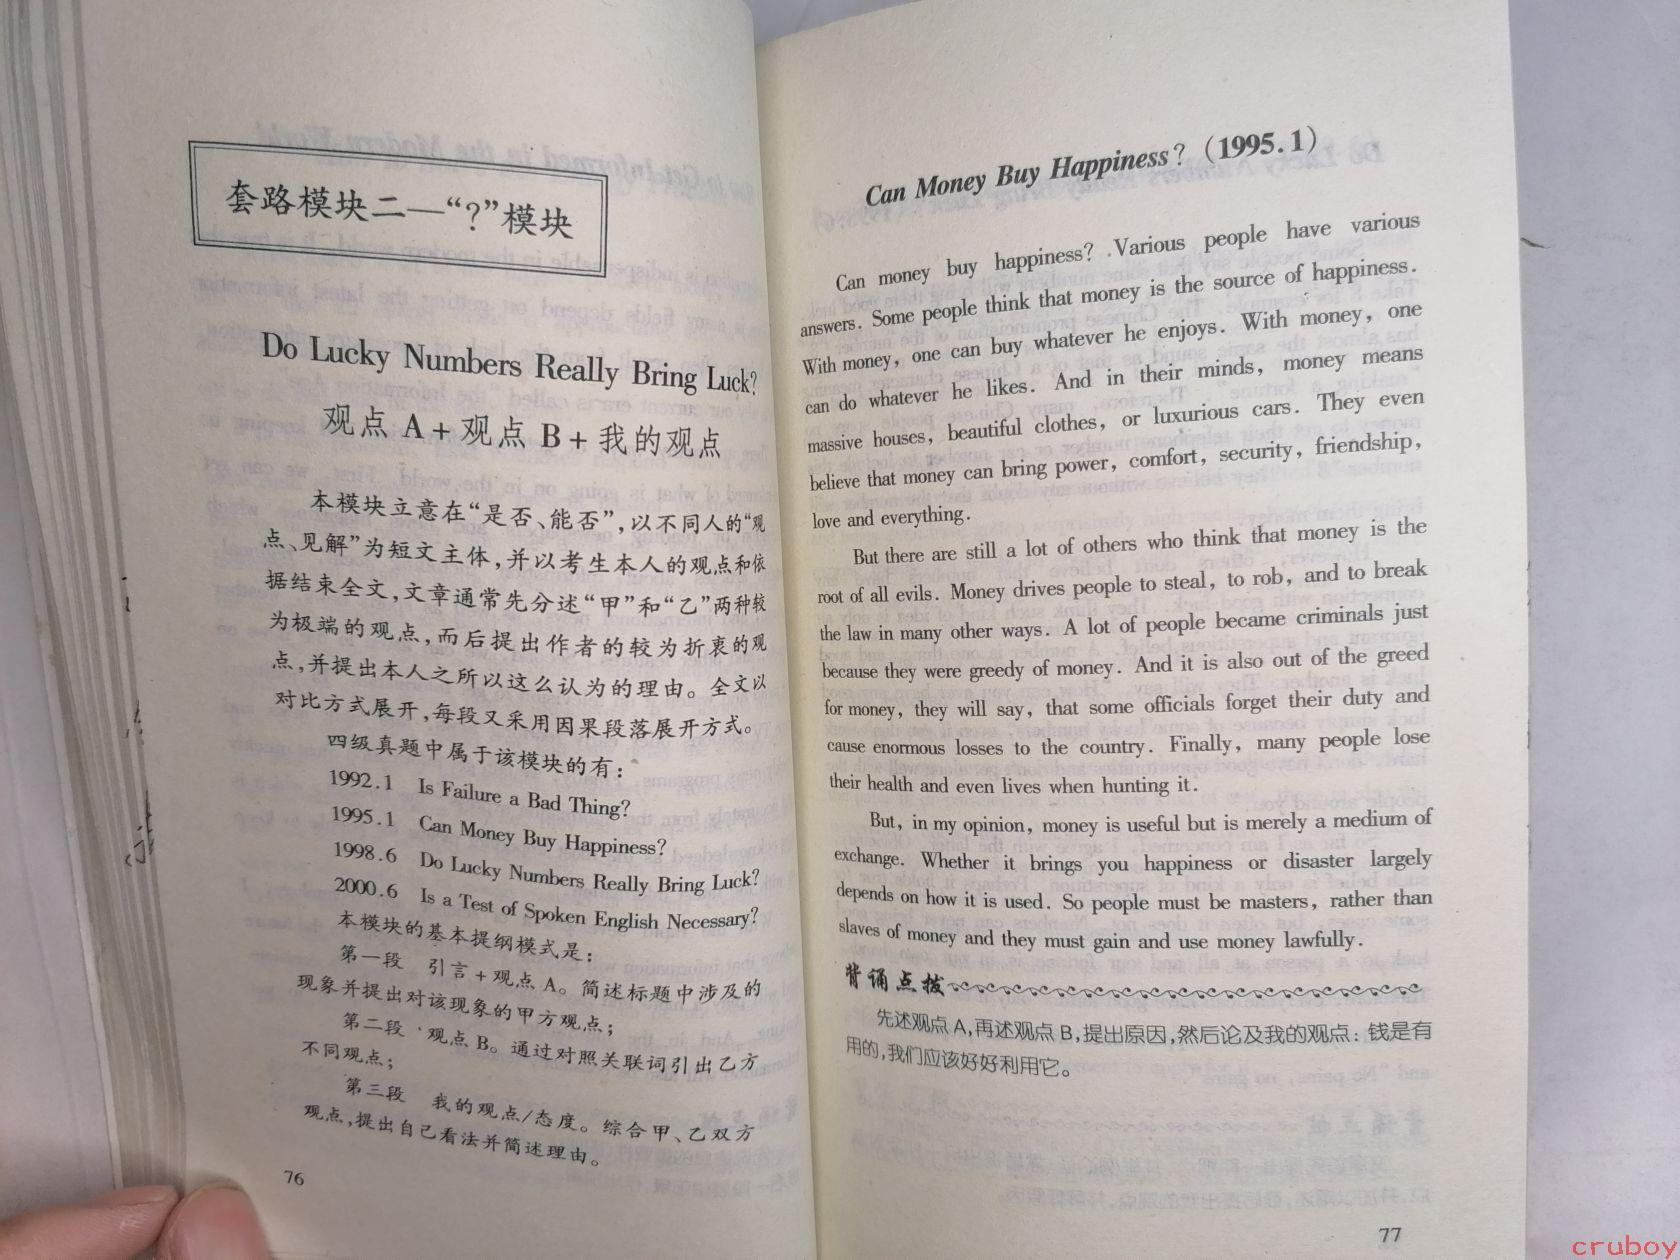 套路模块二—“?”模块
Do Lucky Numbers Really Bring Luck?
观点 A + 观点 B + 我的观点
本模块立意在“是否、能否”,以不同人的“观
点、见解”为短文主体,并以考生本人的观点和依
据结束全文,文章通常先分述“甲”和“乙”两种较
为极端的观点,而后提出作者的较为折衷的观
点,并提出本人之所以这么认为的理由。全文以
对比方式展开,每段又采用因果段落展开方式。
四级真题中属于该模块的有:
1992.1 Is Failure a Bad Thing?
1995.1 Can Money Buy Happiness?
1998.6 Do Lucky Numbers Really Bring Luck?
2000.6 Is a Test of Spoken English Necessary?
本模块的基本提纲模式是:
第一段 引言+观点 A。简述标题中涉及的
现象并提出对该现象的甲方观点;
第二段 观点 B。通过对照关联词引出乙方
不同观点;
第三段 我的观点/态度。综合甲、乙双方
观点,提出自己看法并简述理由。
76
Can Money Buy Happiness? (1995.1)
Can money buy happiness? Various people have various
answers. Some people think that money is the source of happiness.
With money, one can buy whatever he enjoys. With money, one
can do whatever he likes. And in their minds, money means
massive houses, beautiful clothes, or luxurious cars. They even
believe that money can bring power, comfort, security, friendship,
love and everything.
But there are still a lot of others who think that money is the
root of all evils. Money drives people to steal, to rob, and to break
the law in many other ways. A lot of people became criminals just
because they were greedy of money. And it is also out of the greed
for money, they will say, that some officials forget their duty and
cause enormous losses to the country. Finally, many people lose
their health and even lives when hunting it.
But, in my opinion, money is useful but is merely a medium of
exchange. Whether it brings you happiness or disaster largely
depends on how it is used. So people must be masters, rather than
slaves of money and they must gain and use money lawfully.
背诵点拨
先述观点 A,再述观点 B,提出原因,然后论及我的观点:钱是有
用的,我们应该好好利用它。
77
cruboy